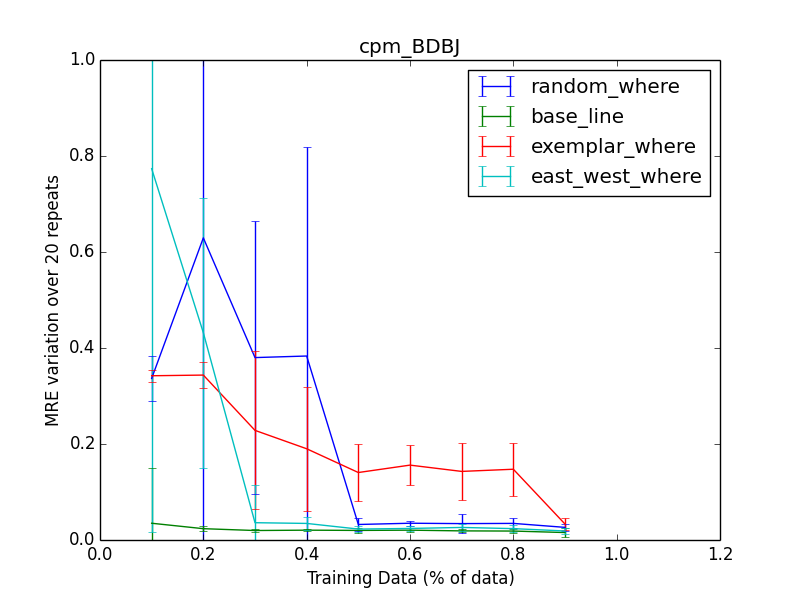 cpm_BDBJ
1.0
0.8
0.6
0.4
0.2
0.0
MRE variation over 20 repeats
random_where
base_line
exemplar_where
east_west_where
0.0 0.2 0.4 0.6 0.8 1.0 1.2
Training Data (% of data)